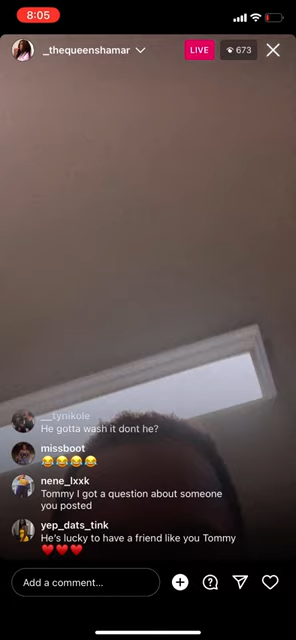 8:05
_thequeenshamar
LIVE
673
__tynikole
He gotta wash it dont he?
missboot
😂😂😂😂
nene_lxxk
Tommy I got a question about someone
you posted
yep_dats_tink
He's lucky to have a friend like you Tommy
❤️❤️❤️
Add a comment...